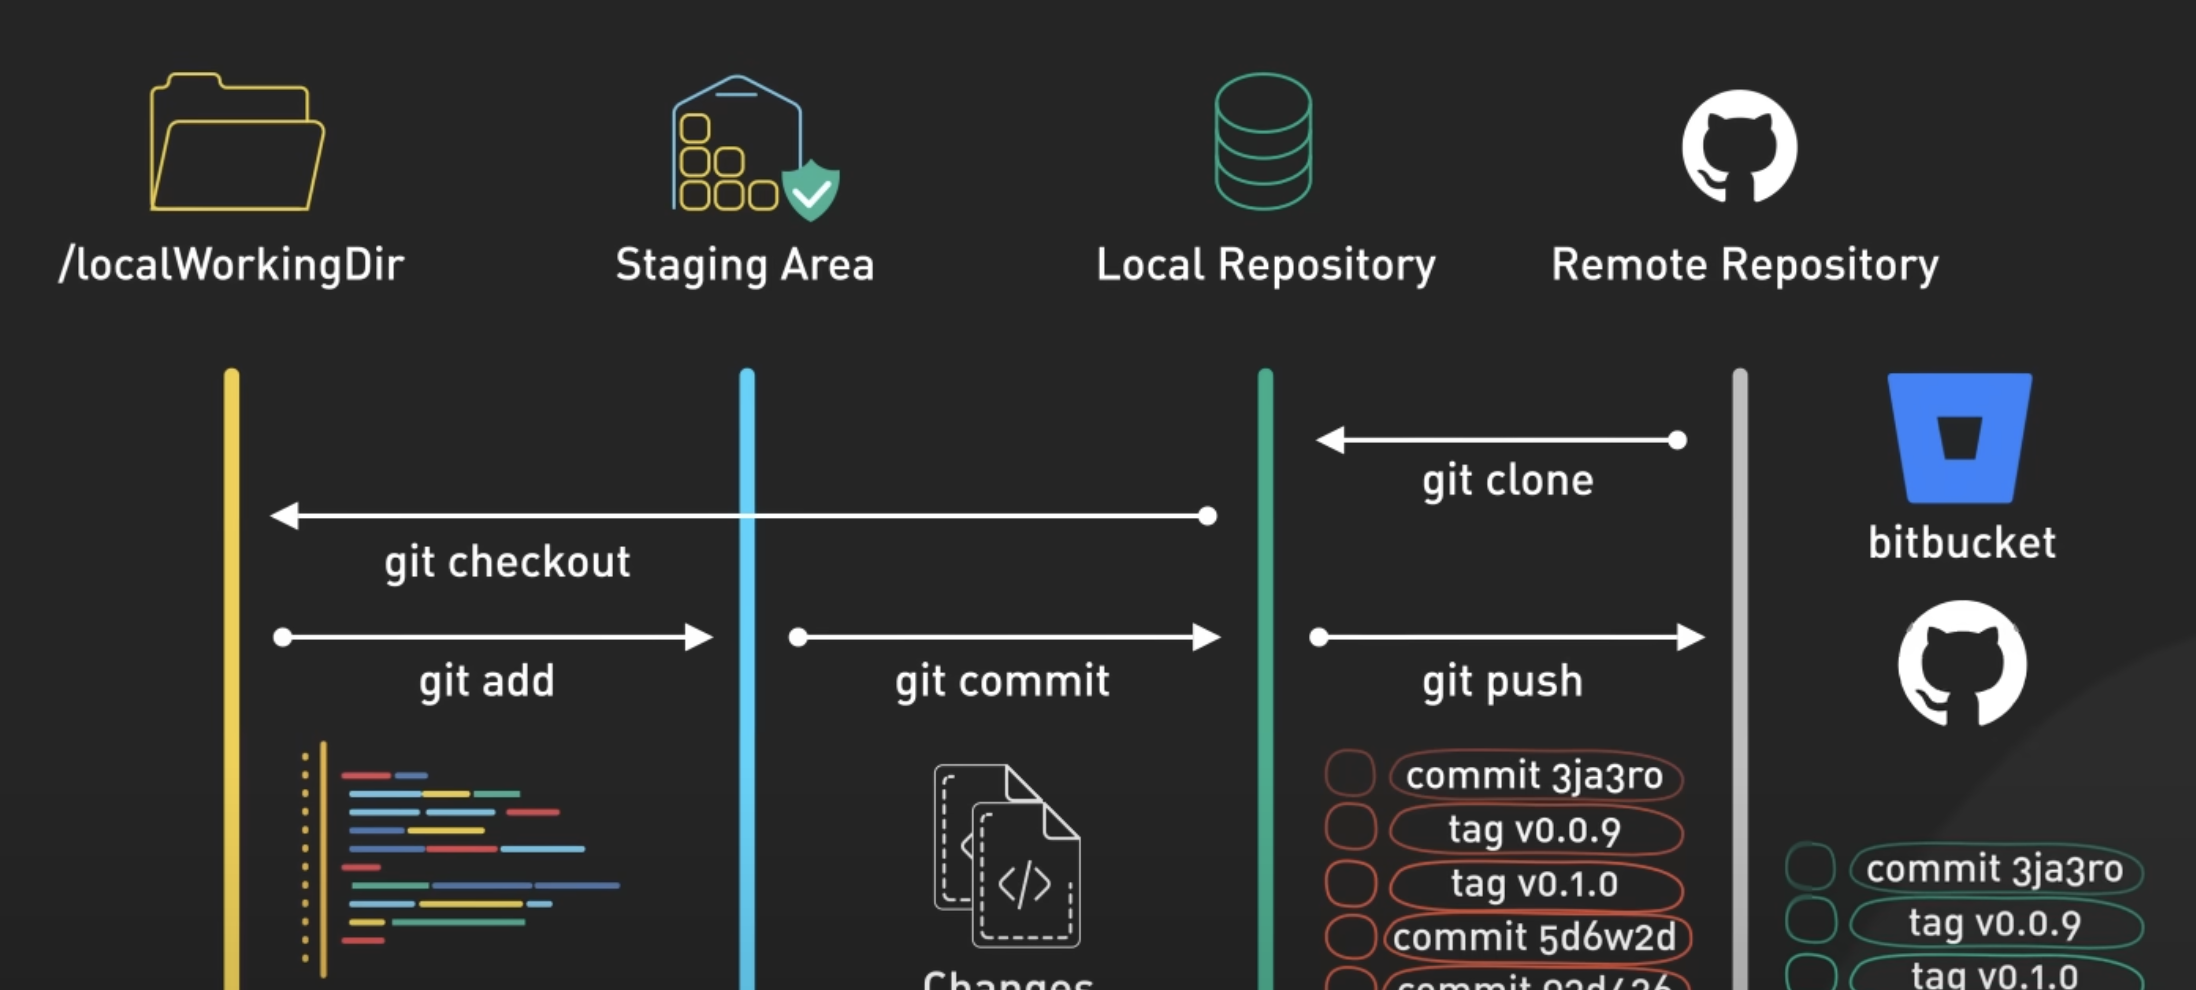 /localWorkingDir
Staging Area
Local Repository
Remote Repository
git clone
bitbucket
git checkout
git add
git commit
git push
</>
Changes
commit 3ja3ro
tag v0.0.9
tag v0.1.0
commit 5d6w2d
commit
commit 3ja3ro
tag v0.0.9
tag v0.1.0